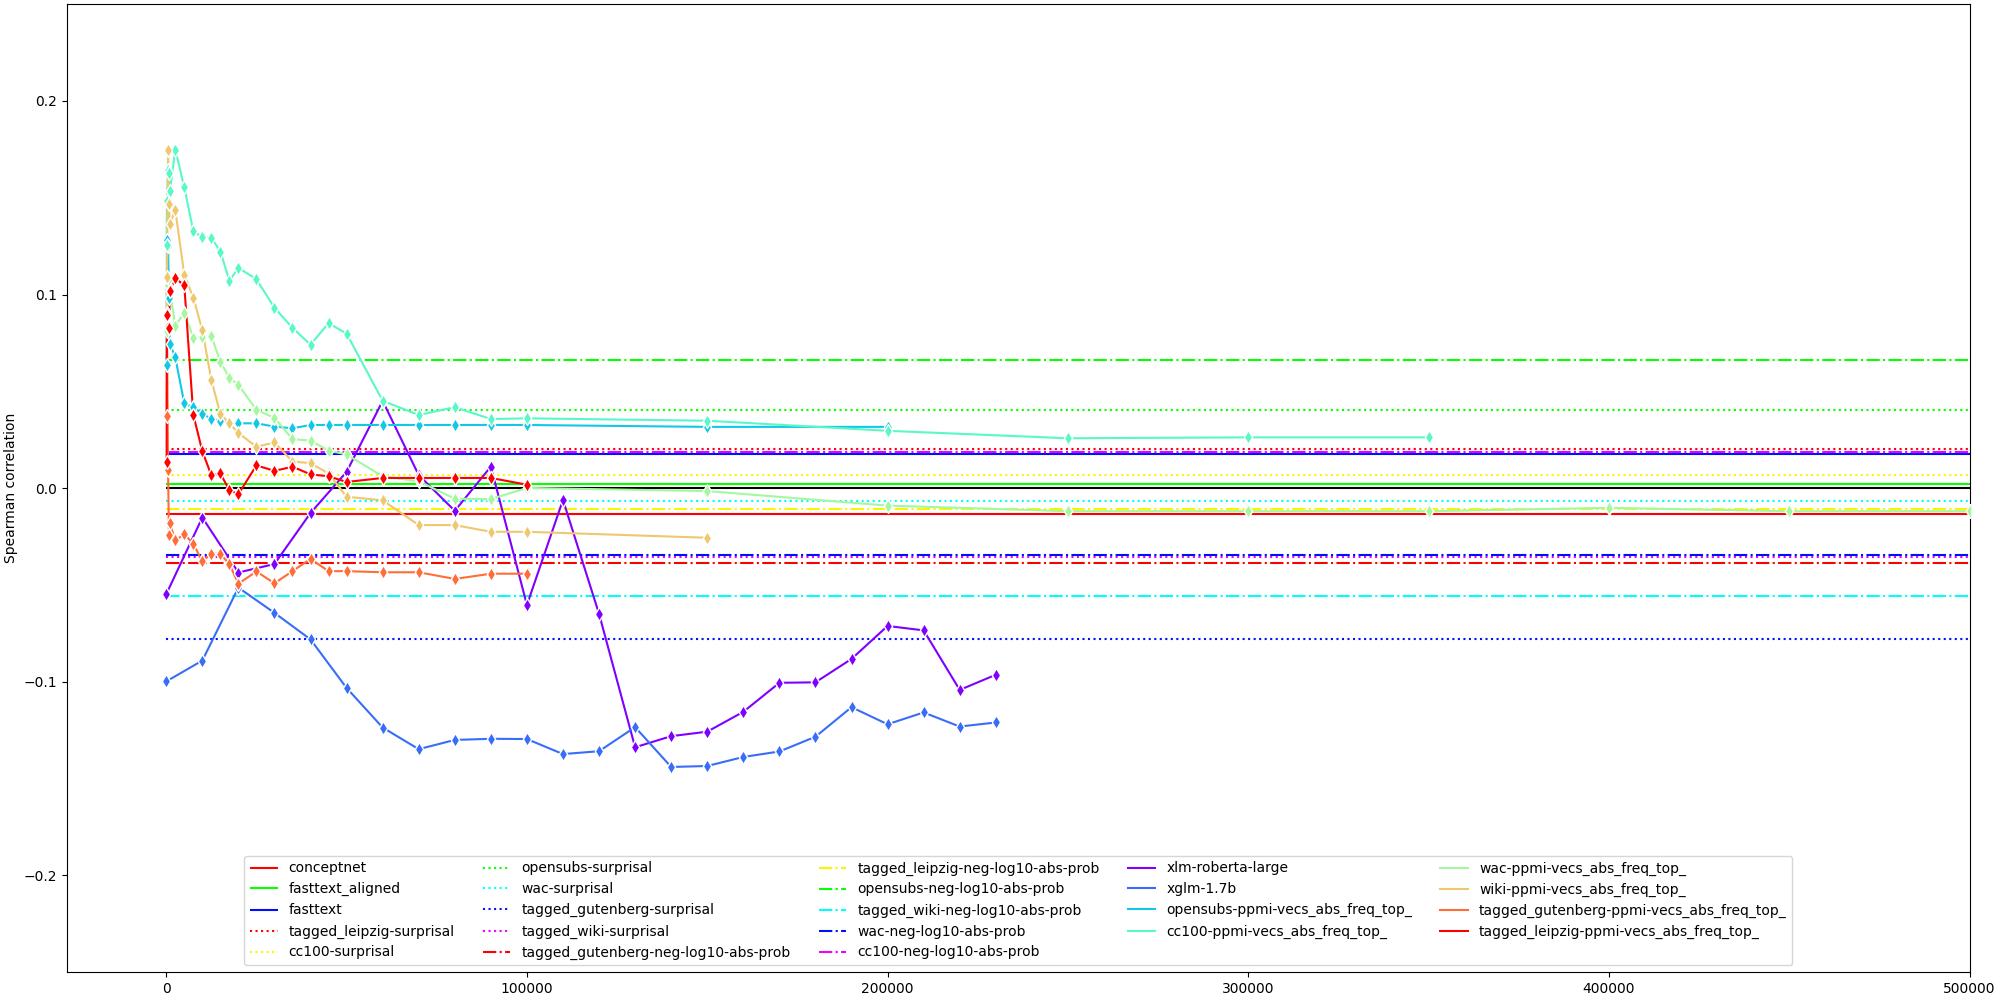 0.2
0.1
0.0
−0.1
−0.2
Spearman correlation
conceptnet
fasttext_aligned
fasttext
tagged_leipzig-surprisal
cc100-surprisal
opensubs-surprisal
wac-surprisal
tagged_gutenberg-surprisal
tagged_wiki-surprisal
tagged_gutenberg-neg-log10-abs-prob
tagged_leipzig-neg-log10-abs-prob
opensubs-neg-log10-abs-prob
tagged_wiki-neg-log10-abs-prob
wac-neg-log10-abs-prob
cc100-neg-log10-abs-prob
xlm-roberta-large
xglm-1.7b
opensubs-ppmi-vecs_abs_freq_top_
cc100-ppmi-vecs_abs_freq_top_
wac-ppmi-vecs_abs_freq_top_
wiki-ppmi-vecs_abs_freq_top_
tagged_gutenberg-ppmi-vecs_abs_freq_top_
tagged_leipzig-ppmi-vecs_abs_freq_top_
0 100000 200000 300000 400000 500000